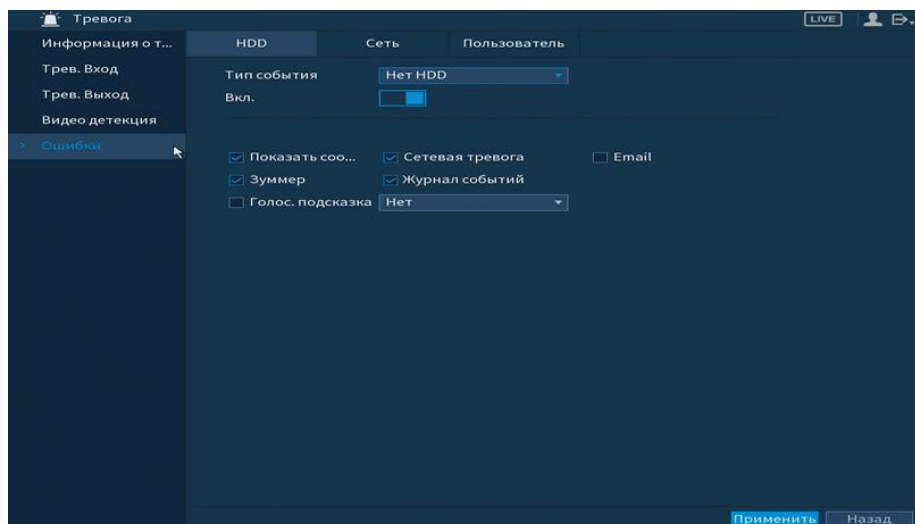 Тревога LIVE
Информация о т... HDD Сеть Пользователь
Трев. Вход Тип события Нет HDD
Трев. Выход Вкл.
Видео детекция
> Ошибки
Показать соо... Сетевая тревога Email
Зуммер Журнал событий
Голос. подсказка Нет
Применить Назад